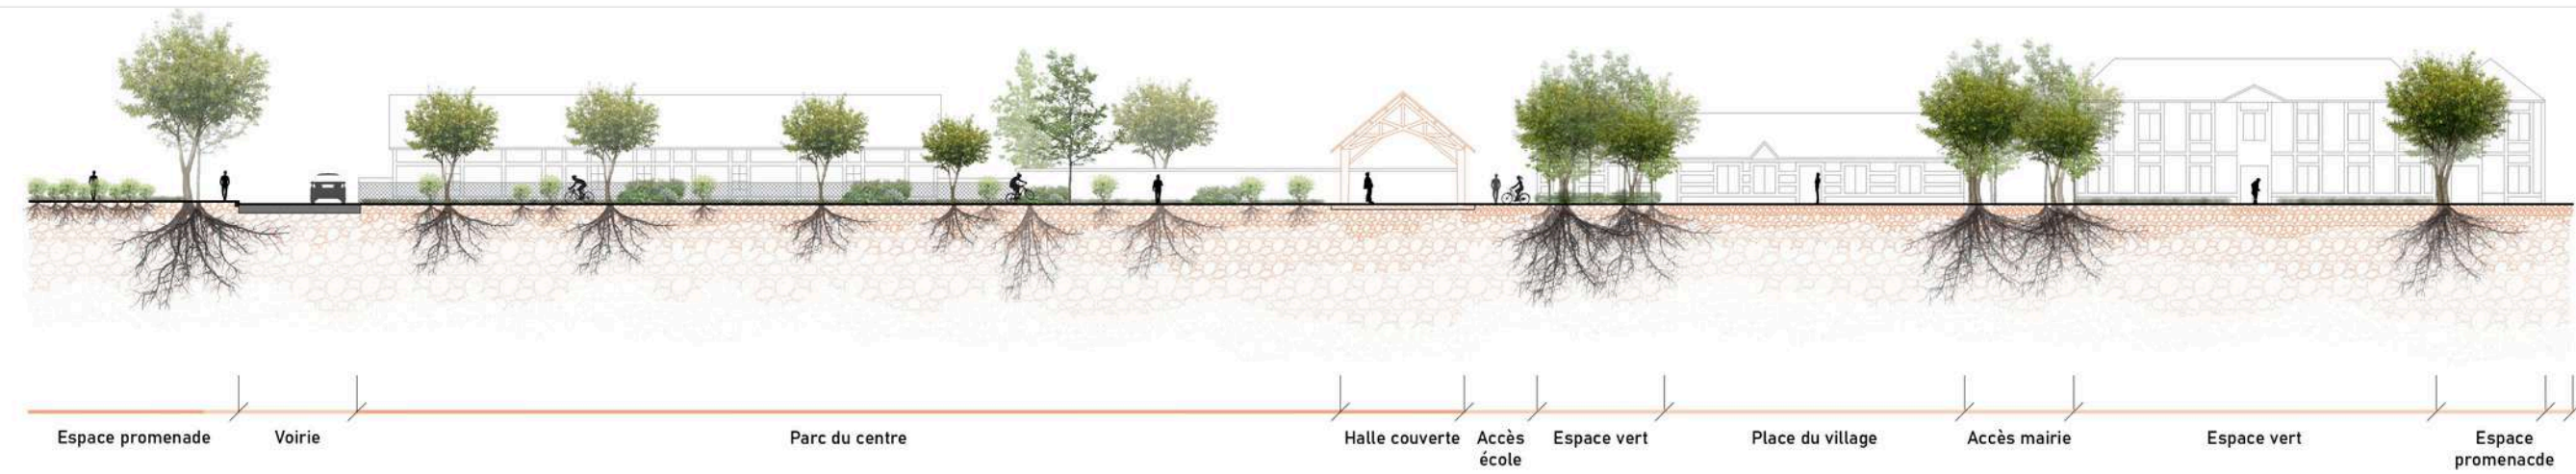 Espace promenade
Voirie
Parc du centre
Halle couverte
Accès
école
Espace vert
Place du village
Accès mairie
Espace vert
Espace
promenacde